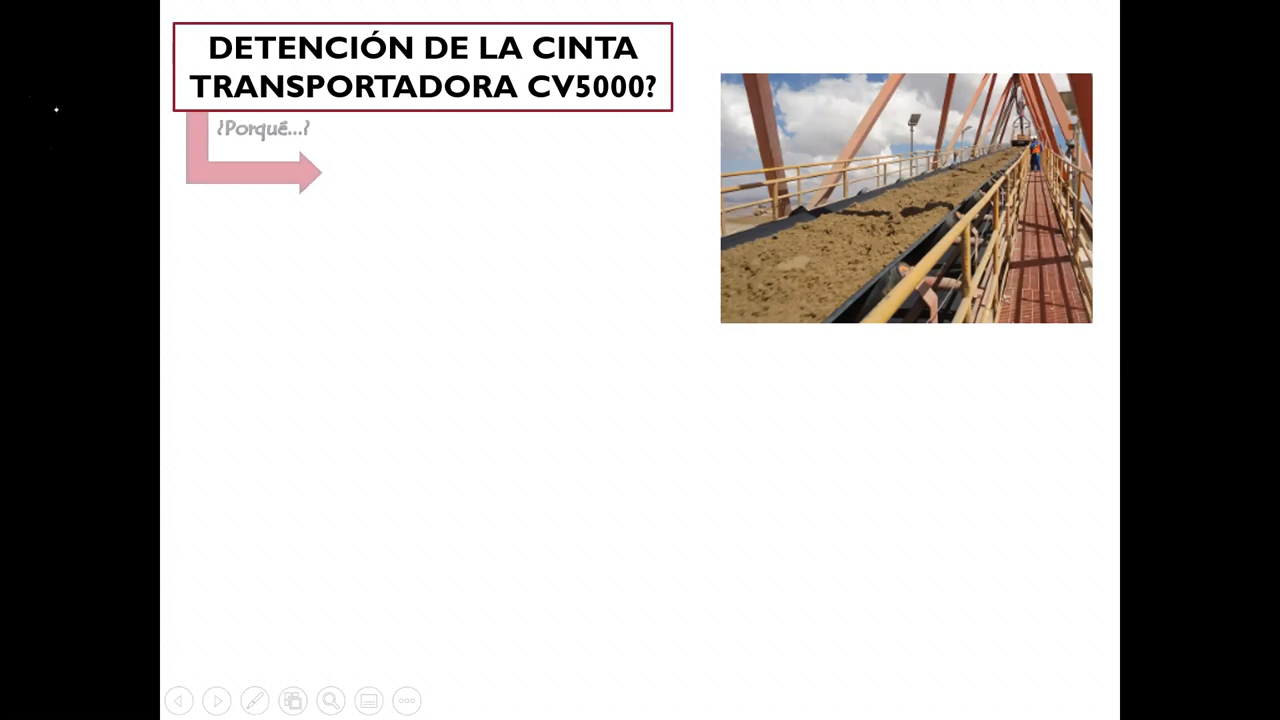 DETENCIÓN DE LA CINTA
TRANSPORTADORA CV5000?
¿Porqué...?